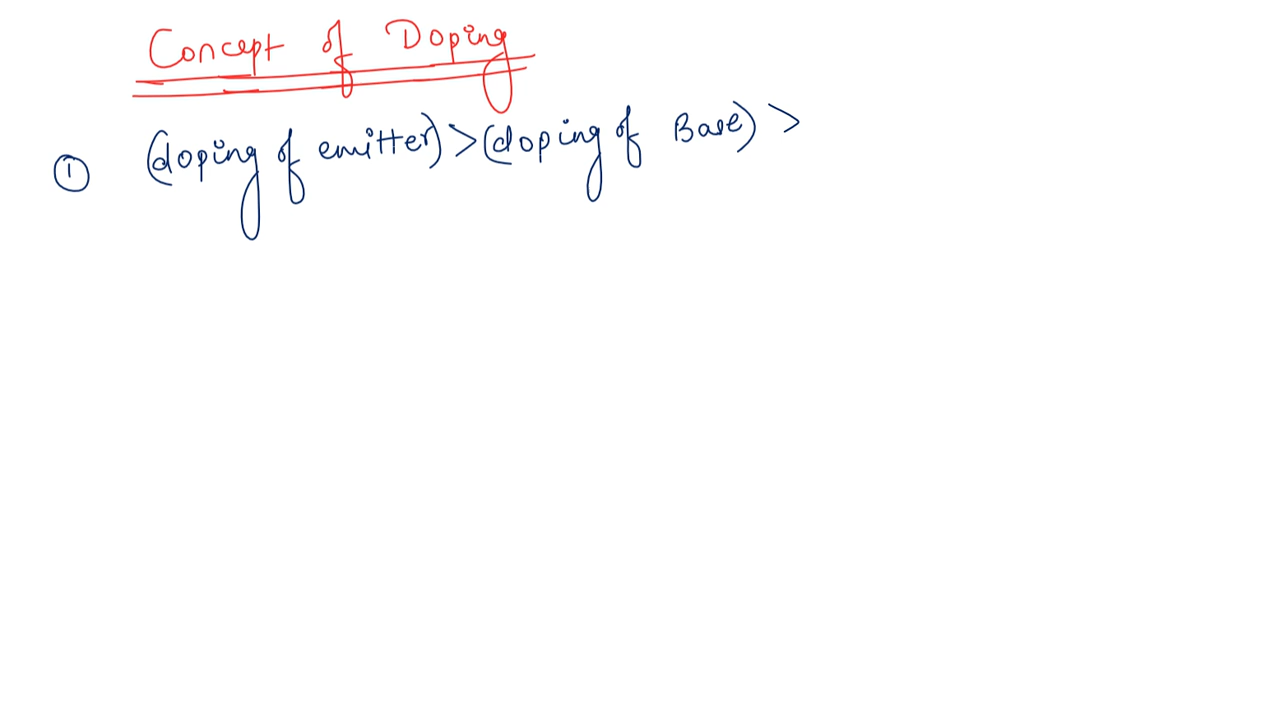 Concept of Doping
① (doping of emitter) > (doping of Base) >